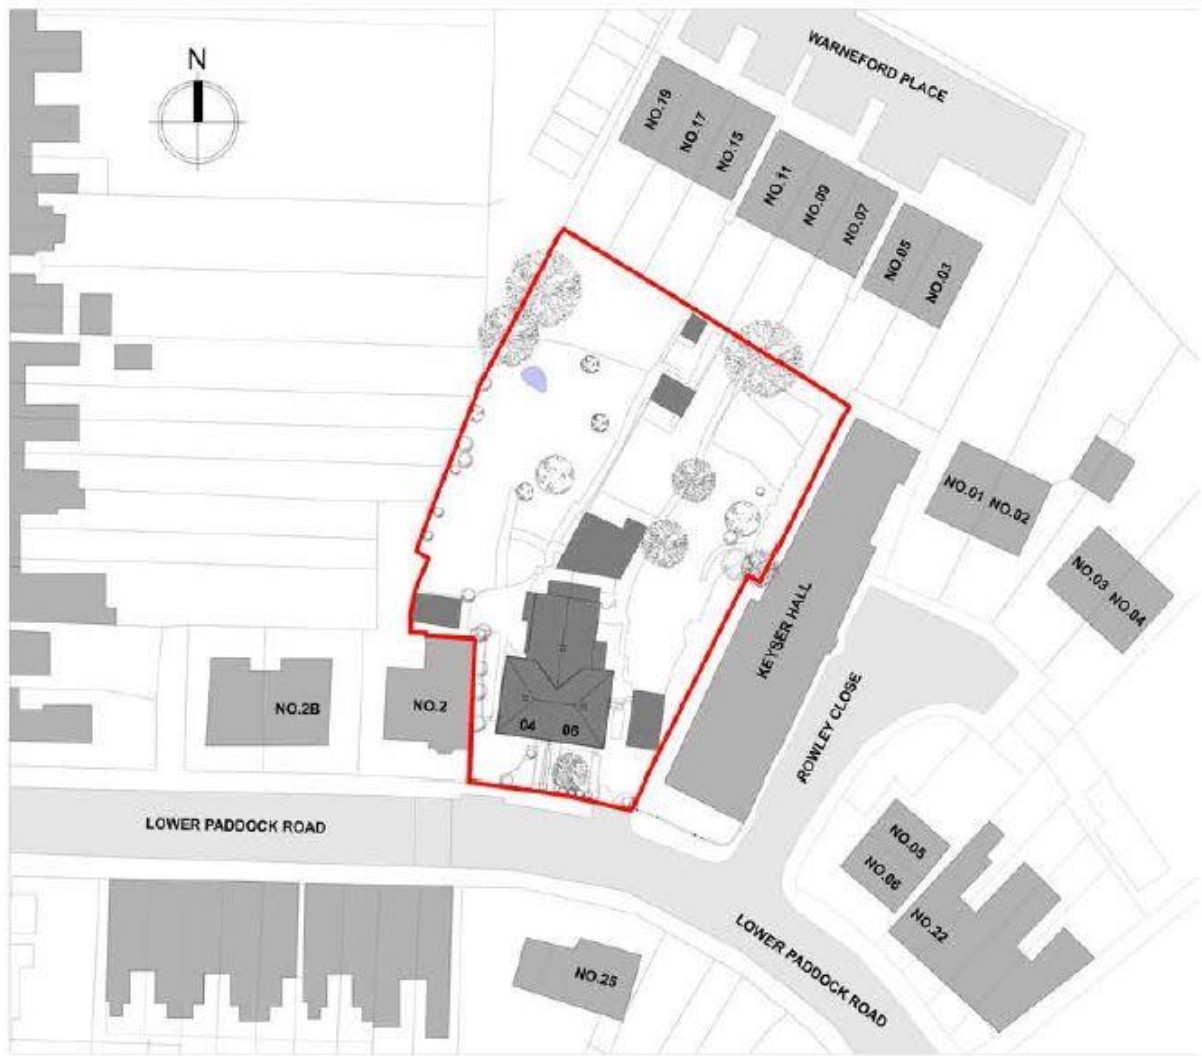 WARNEFORD PLACE
N
NO.19
NO.17
NO.15
NO.11
NO.09
NO.07
NO.05
NO.03
NO.01 NO.02
NO.03 NO.04
KEYSER HALL
ROWLEY CLOSE
NO.2B
NO.2
04 06
LOWER PADDOCK ROAD
NO.05
NO.06
NO.22
LOWER PADDOCK ROAD
NO.25